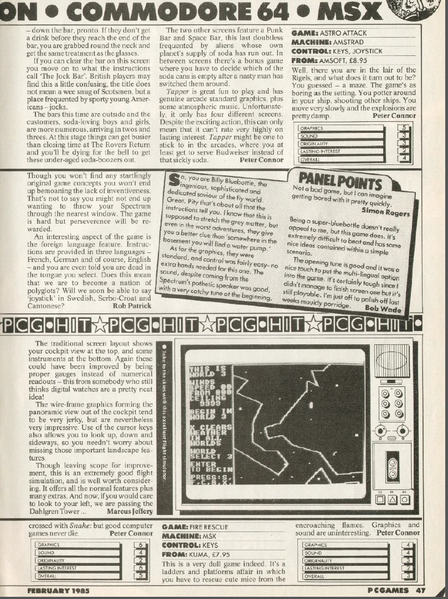 ON • COMMODORE 64 • MSX
– down the bar, pronto. If they don't get
a drink before they reach the end of the
bar, you are grabbed round the neck and
get the same treatment as the glasses.
If you can clear the bar on this screen
you move on to what the instructions
call 'The Jock Bar'. British players may
find this a little confusing, the title does
not mean a wee snug of Scotsmen, but a
place frequented by sporty young Amer-
icans – jocks.
The bars this time are outside and the
customers, soda-loving boys and girls,
are more numerous, arriving in twos and
threes. At this stage things can get busier
than closing time at The Rovers Return
and you'll be dying for the bell to get
these under-aged soda-boozers out.
The two other screens feature a Punk
Bar and Space Bar, this last doubtless
frequented by aliens whose own
planet's supply of soda has run out. In
between screens there's a bonus game
where you have to decide which of the
soda cans is empty after a nasty man has
switched them around.
Tapper is great fun to play and has
genuine arcade standard graphics, plus
some atmospheric music. Unfortunate-
ly, it only has four different screens.
Despite the exciting action, this can only
mean that it can't rate very highly on
lasting interest. Tapper might be one to
stick to in the arcades, where you at
least get to serve Budweiser instead of
that sickly soda. Peter Connor
GAME: ASTRO ATTACK
MACHINE: AMSTRAD
CONTROL: KEYS, JOYSTICK
FROM: AMSOFT, £8.95
Well, there you are in the lair of the
Rigels, and what does it turn out to be?
You guessed – a maze. The game's as
boring as the setting. You potter around
in your ship, shooting other ships. You
move very slowly and the explosions are
pretty damp. Peter Connor
GRAPHICS
SOUND
ORIGINALITY
LASTING INTEREST
OVERALL
Though you won't find any startlingly
original game concepts you won't end
up bemoaning the lack of inventiveness.
That's not to say you might not end up
wanting to throw your Spectrum
through the nearest window. The game
is hard but perseverence will be re-
warded.
An interesting aspect of the game is
the foreign language feature. Instruc-
tions are provided in three languages –
French, German and of course, English
– and you are even told you are dead in
the tongue you select. Does this mean
that we are to become a nation of
polyglots? Will we soon be able to say
'joystick' in Swedish, Serbo-Croat and
Cantonese? Rob Patrick
So, you are Billy Bluebottle, the
ingenious, sophisticated and
dedicated saviour of the fly world.
Great. Pity that's about all the
instructions tell you. I know that this is
supposed to shake the grey matter, but
even in the worst adventures, they give
you a better clue than 'somewhere in the
basement you will find a water pump.'
As for the graphics, they were
standard, and control was fairly easy – no
extra hands needed for this one. The
sound, despite coming from the
Spectrum's pathetic speaker was good,
with a very catchy tune at the beginning.
PANEL POINTS
Not a bad game, but I can imagine
getting bored with it pretty quickly.
Simon Rogers
Being a super-bluebottle doesn't really
appeal to me, but this game does. It's
extremely difficult to beat and has some
nice ideas contained within a simple
scenario.
The opening tune is good and it was a
nice touch to put the multi-lingual option
into the game. It's certainly tough since I
didn't manage to finish screen one but it's
still playable. I'm just off to polish off last
weeks mouldy porridge.
Bob Wade
PCG•HIT☆PCG•HIT☆PCG•HIT☆PCG•HIT
The traditional screen layout shows
your cockpit view at the top, and some
instruments at the bottom. Again these
could have been improved by being
proper gauges instead of numerical
readouts – this from somebody who still
thinks digital watches are a pretty neat
idea!
The wire-frame graphics forming the
panoramic view out of the cockpit tend
to be very jerky, but are nevertheless
very impressive. Use of the cursor keys
also allows you to look up, down and
sideways, so you needn't worry about
missing those important landscape fea-
tures.
Though leaving scope for improve-
ment, this is an extremely good flight
simulation, and is well worth consider-
ing. It offers all the normal features plus
many extras. And now, if you would care
to look to your left, we are passing the
Dahlgren Tower ... Marcus Jeffery
THIS IS
WORLD
WINDS
SPEED
FROM
BEGIN IN
WORLD
CLEARS
WEATHER
IN ALL
WORLDS
WORLD
SELECT
ENTER
TO BEGIN
PRESS:
crossed with Snake: but good computer
games never die. Peter Connor
GRAPHICS
SOUND
ORIGINALITY
LASTING INTEREST
OVERALL
GAME: FIRE RESCUE
MACHINE: MSX
CONTROL: KEYS
FROM: KUMA, £7.95
This is a very dull game indeed. It's a
ladders and platforms affair in which
you have to rescue cute mice from the
encroaching flames. Graphics and
sound are uninteresting. Peter Connor
GRAPHICS
SOUND
ORIGINALITY
LASTING INTEREST
OVERALL
FEBRUARY 1985
PCGAMES 47